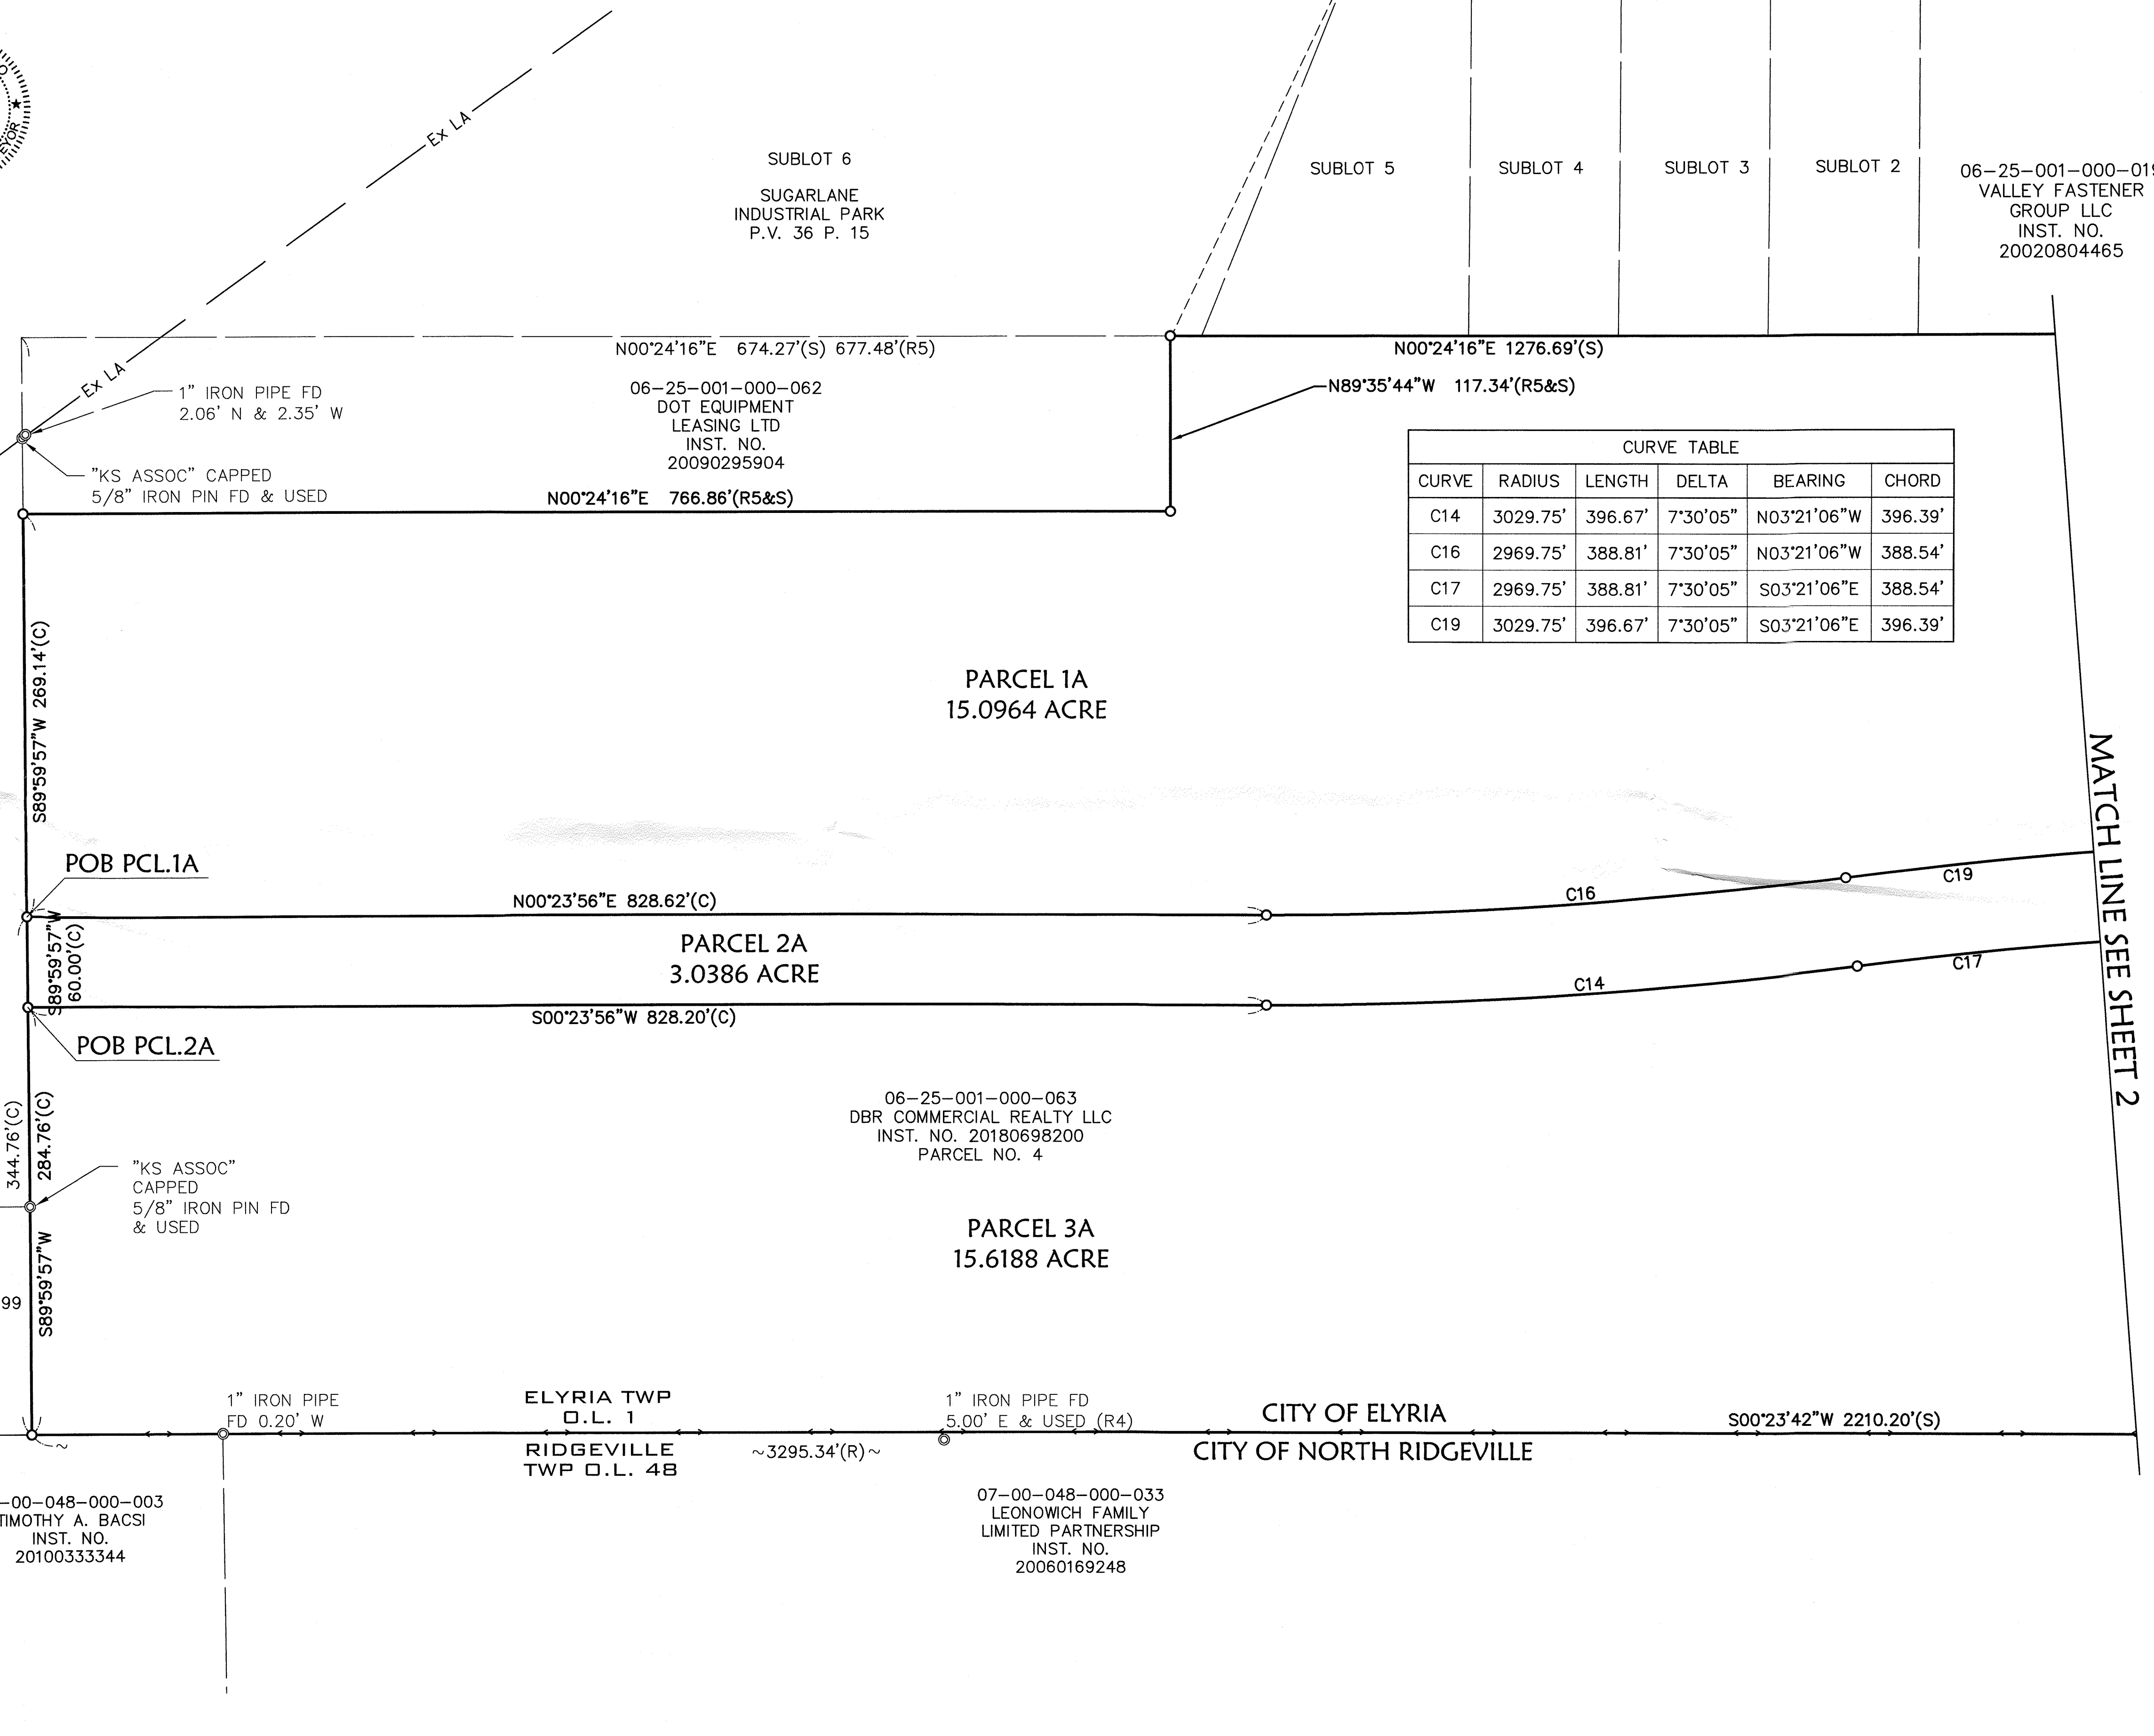 EYOR
Ex LA
SUBLOT 6
SUGARLANE
INDUSTRIAL PARK
P.V. 36 P. 15
SUBLOT 5
SUBLOT 4
SUBLOT 3
SUBLOT 2
06-25-001-000-019
VALLEY FASTENER
GROUP LLC
INST. NO.
20020804465
N00°24'16"E 674.27'(S) 677.48'(R5)
N00°24'16"E 1276.69'(S)
Ex LA
1" IRON PIPE FD
2.06' N & 2.35' W
06-25-001-000-062
DOT EQUIPMENT
LEASING LTD
INST. NO.
20090295904
N89°35'44"W 117.34'(R5&S)
"KS ASSOC" CAPPED
5/8" IRON PIN FD & USED
N00°24'16"E 766.86'(R5&S)
CURVE TABLE
CURVE RADIUS LENGTH DELTA BEARING CHORD
C14 3029.75' 396.67' 7°30'05" N03°21'06"W 396.39'
C16 2969.75' 388.81' 7°30'05" N03°21'06"W 388.54'
C17 2969.75' 388.81' 7°30'05" S03°21'06"E 388.54'
C19 3029.75' 396.67' 7°30'05" S03°21'06"E 396.39'
S89°59'57"W 269.14'(C)
PARCEL 1A
15.0964 ACRE
MATCH LINE SEE SHEET 2
POB PCL.1A
N00°23'56"E 828.62'(C)
C16
C19
S89°59'57"W
60.00'(C)
PARCEL 2A
3.0386 ACRE
C14
C17
S00°23'56"W 828.20'(C)
POB PCL.2A
344.76'(C)
284.76'(C)
06-25-001-000-063
DBR COMMERCIAL REALTY LLC
INST. NO. 20180698200
PARCEL NO. 4
"KS ASSOC"
CAPPED
5/8" IRON PIN FD
& USED
S89°59'57"W
99
PARCEL 3A
15.6188 ACRE
1" IRON PIPE
FD 0.20' W
ELYRIA TWP
O.L. 1
1" IRON PIPE FD
5.00' E & USED (R4)
CITY OF ELYRIA
S00°23'42"W 2210.20'(S)
RIDGEVILLE
TWP O.L. 48
~3295.34'(R)~
CITY OF NORTH RIDGEVILLE
-00-048-000-003
TIMOTHY A. BACSI
INST. NO.
20100333344
07-00-048-000-033
LEONOWICH FAMILY
LIMITED PARTNERSHIP
INST. NO.
20060169248